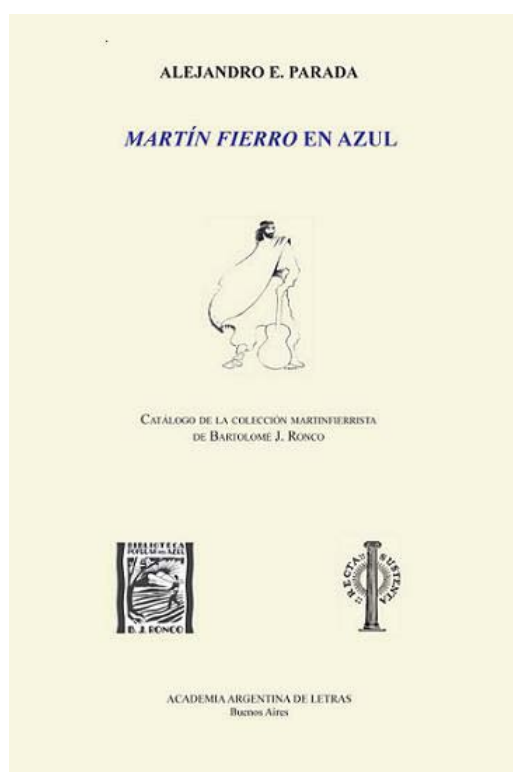 ALEJANDRO E. PARADA
MARTÍN FIERRO EN AZUL
CATÁLOGO DE LA COLECCIÓN MARTINFIERRISTA
DE BARTOLOMÉ J. RONCO
BIBLIOTECA
POPULAR DEL AZUL
B. J. RONCO
RECTA
SUSTENTA
ACADEMIA ARGENTINA DE LETRAS
Buenos Aires